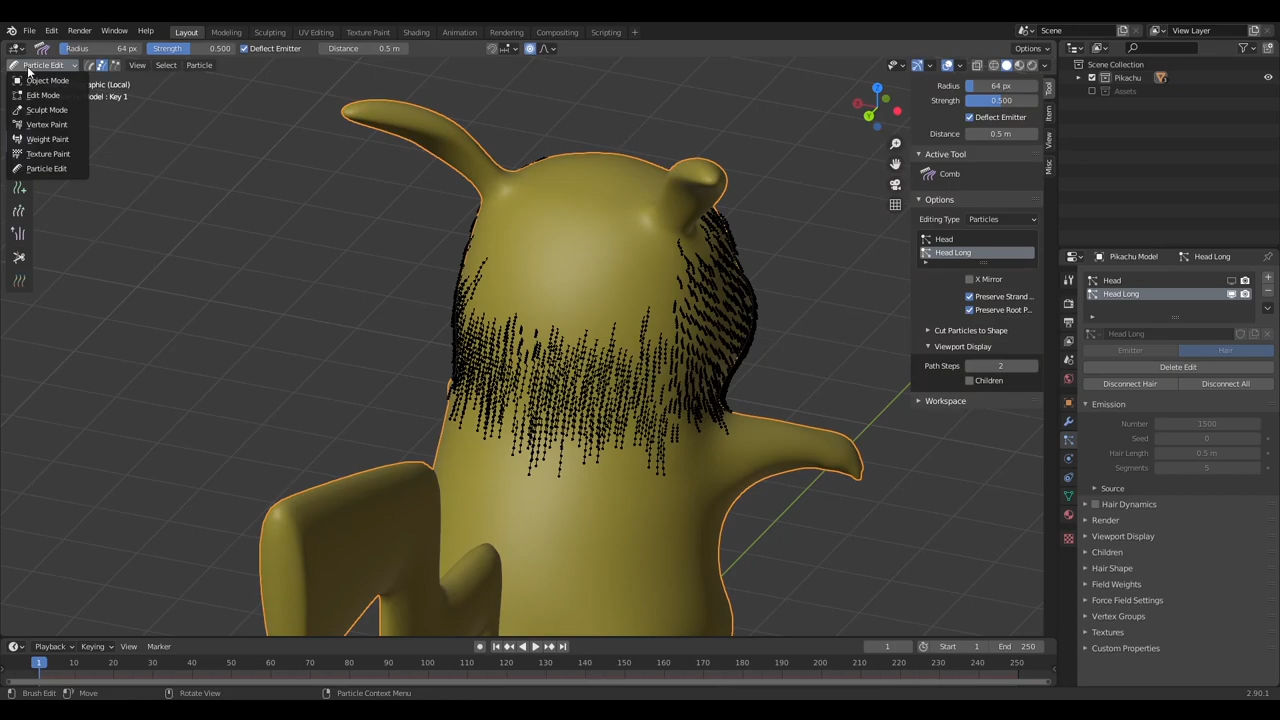 File Edit Render Window Help Layout Modeling Sculpting UV Editing Texture Paint Shading Animation Rendering Compositing Scripting + Scene View Layer
Radius 64 px Strength 0.500 Deflect Emitter Distance 0.5 m Options
Particle Edit View Select Particle
Object Mode
Edit Mode
Sculpt Mode
Vertex Paint
Weight Paint
Texture Paint
Particle Edit
graphic (Local)
Model : Key 1
Z
Y
Radius 64 px
Strength 0.500
Deflect Emitter
Distance 0.5 m
Active Tool
Comb
Options
Editing Type Particles
Head
Head Long
X Mirror
Preserve Strand ...
Preserve Root P...
Cut Particles to Shape
Viewport Display
Path Steps 2
Children
Workspace
Tool
Item
View
Misc
Scene Collection
Pikachu
Assets
Pikachu Model Head Long
Head
Head Long
Head Long
Emitter Hair
Delete Edit
Disconnect Hair Disconnect All
Emission
Number 1500
Seed 0
Hair Length 0.5 m
Segments 5
Source
Hair Dynamics
Render
Viewport Display
Children
Hair Shape
Field Weights
Force Field Settings
Vertex Groups
Textures
Custom Properties
Playback Keying View Marker 1 Start 1 End 250
1 10 20 30 40 50 60 70 80 90 100 110 120 130 140 150 160 170 180 190 200 210 220 230 240 250
Brush Edit Move Rotate View Particle Context Menu 2.90.1